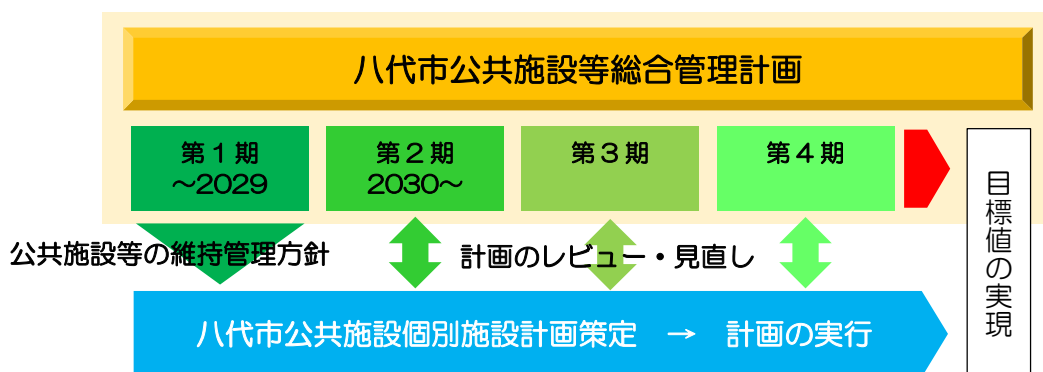 八代市公共施設等総合管理計画
第1期
～2029
第2期
2030～
第3期
第4期
目標値の実現
公共施設等の維持管理方針
計画のレビュー・見直し
八代市公共施設個別施設計画策定　→　計画の実行